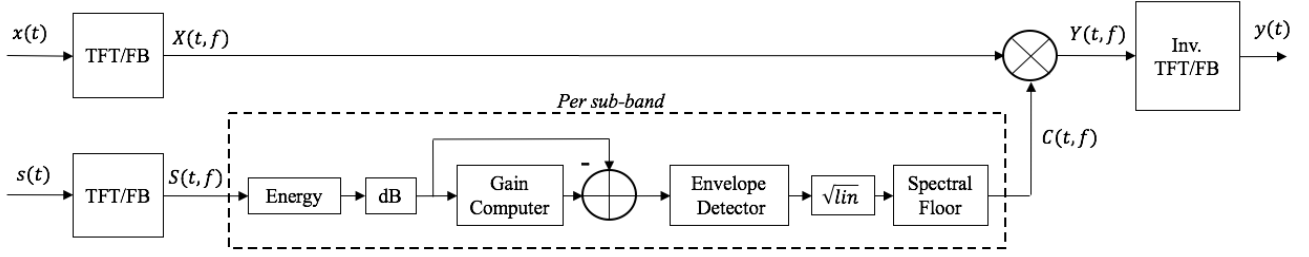 x(t)
TFT/FB
X(t, f)
Y(t, f)
Inv.
TFT/FB
y(t)
Per sub-band
C(t, f)
s(t)
TFT/FB
S(t, f)
Energy
dB
Gain
Computer
-
Envelope
Detector
√lin
Spectral
Floor